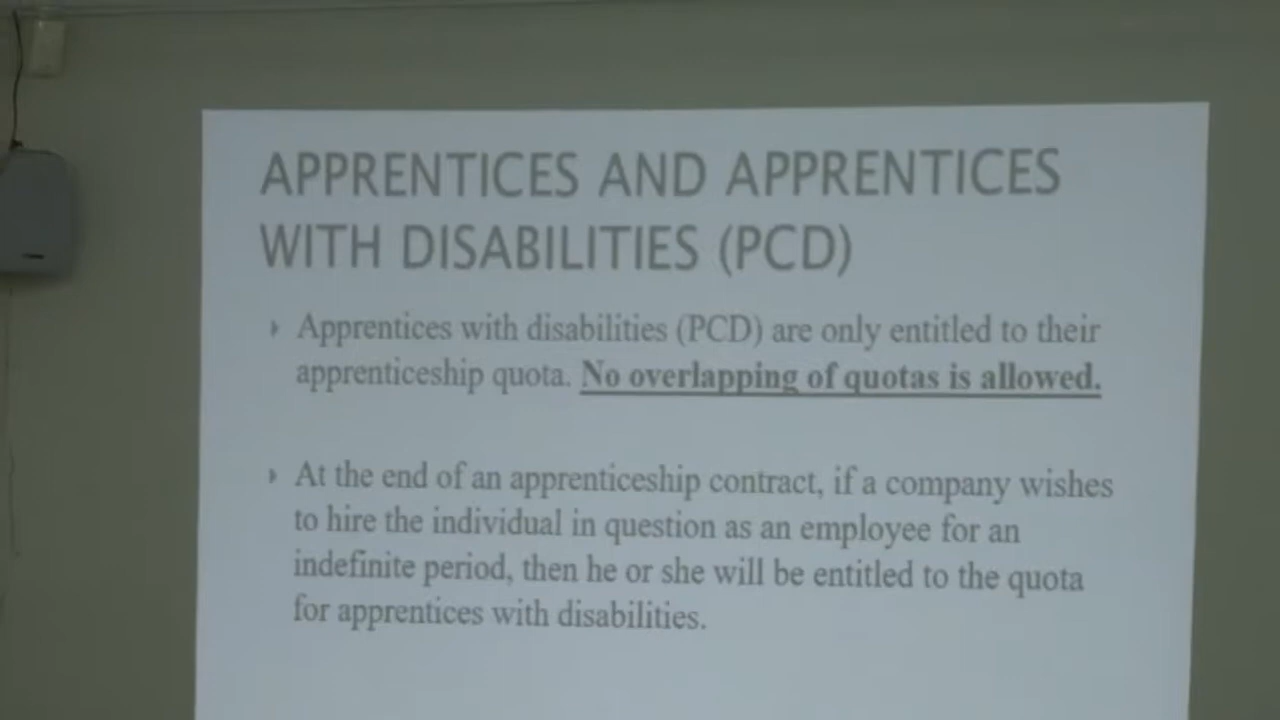 APPRENTICES AND APPRENTICES
WITH DISABILITIES (PCD)
Apprentices with disabilities (PCD) are only entitled to their
apprenticeship quota. No overlapping of quotas is allowed.
At the end of an apprenticeship contract, if a company wishes
to hire the individual in question as an employee for an
indefinite period, then he or she will be entitled to the quota
for apprentices with disabilities.